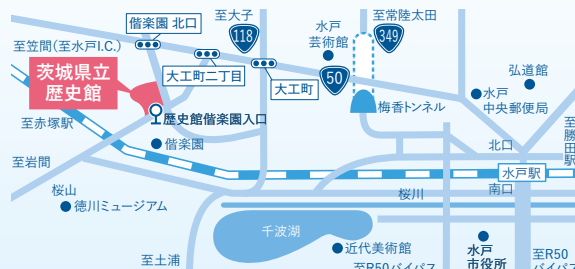 偕楽園 北口
至大子
118
至常陸太田
349
水戸
芸術館
至笠間(至水戸I.C.)
大工町二丁目
50
大工町
弘道館
茨城県立
歴史館
水戸
中央郵便局
梅香トンネル
歴史館偕楽園入口
至赤塚駅
偕楽園
北口
至勝田駅
至岩間
水戸駅
桜山
桜川
南口
徳川ミュージアム
千波湖
近代美術館
水戸
市役所
至土浦
至R50
バイパス
至R50バイパス